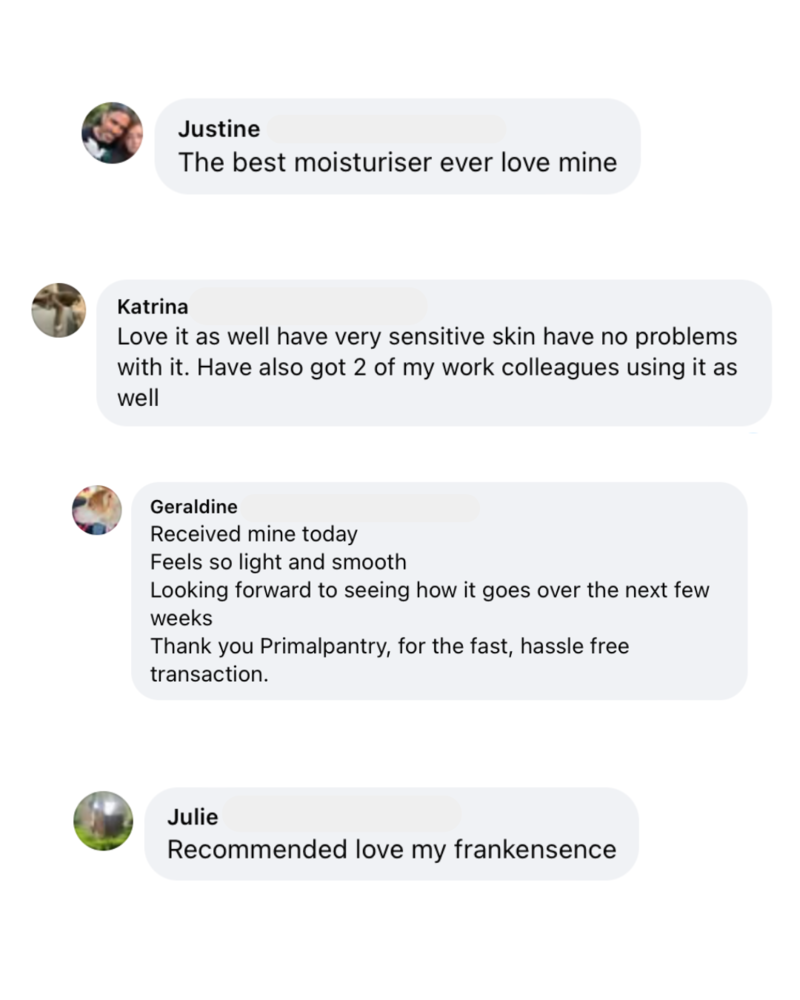 Justine
The best moisturiser ever love mine
Katrina
Love it as well have very sensitive skin have no problems
with it. Have also got 2 of my work colleagues using it as
well
Geraldine
Received mine today
Feels so light and smooth
Looking forward to seeing how it goes over the next few
weeks
Thank you Primalpantry, for the fast, hassle free
transaction.
Julie
Recommended love my frankensence